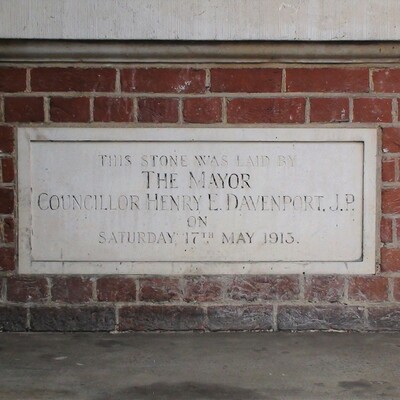 THIS STONE WAS LAID BY
THE MAYOR
COUNCILLOR HENRY E. DAVENPORT, J.P.
ON
SATURDAY, 17TH MAY 1913.